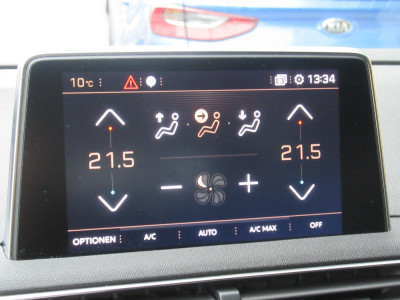 KIA
10°C 13:34
21.5 21.5
OPTIONEN A/C AUTO A/C MAX OFF